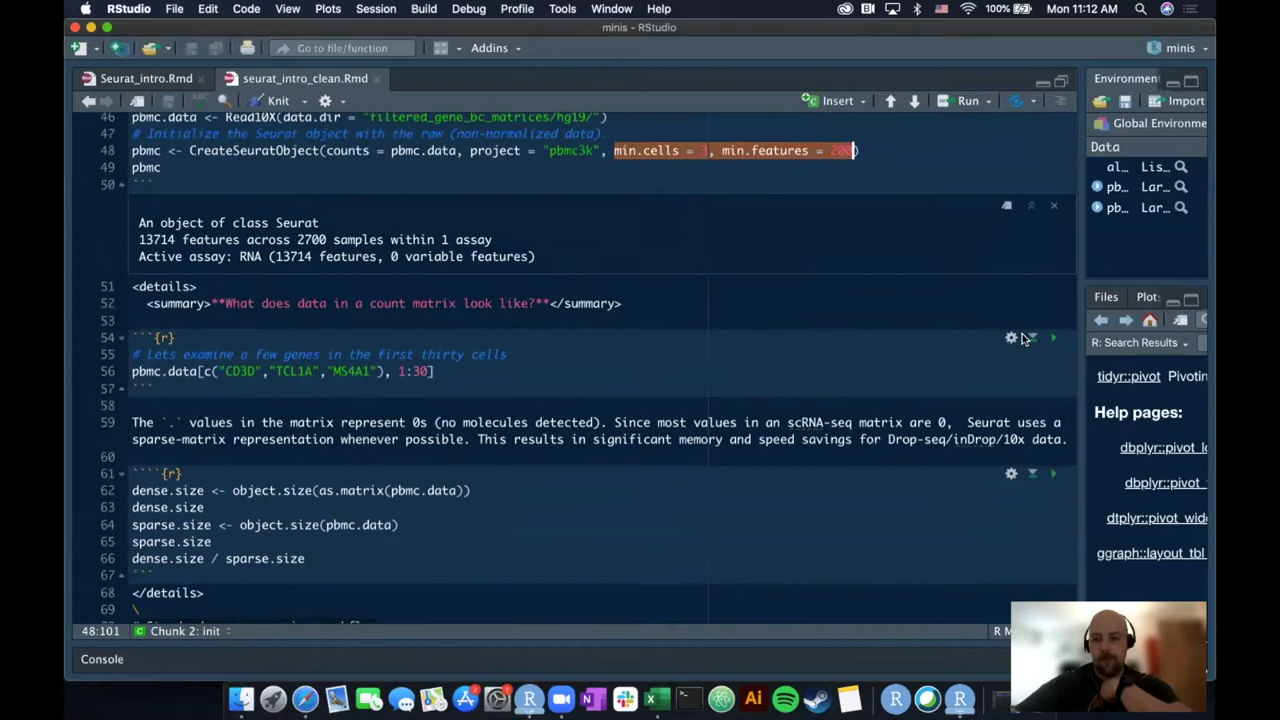 RStudio File Edit Code View Plots Session Build Debug Profile Tools Window Help 100% Mon 11:12 AM
minis - RStudio
Go to file/function Addins minis
Seurat_intro.Rmd seurat_intro_clean.Rmd Environment
Knit Insert Run Import
46 pbmc.data <- Read10X(data.dir = "filtered_gene_bc_matrices/hg19/")
47 # Initialize the Seurat object with the raw (non-normalized data).
48 pbmc <- CreateSeuratObject(counts = pbmc.data, project = "pbmc3k", min.cells = 3, min.features = 200)
49 pbmc
50 ```
Global Environ
Data
al… Lis…
pb… Lar…
pb… Lar…
An object of class Seurat
13714 features across 2700 samples within 1 assay
Active assay: RNA (13714 features, 0 variable features)
51 <details>
52 <summary>**What does data in a count matrix look like?**</summary>
53
54 ```{r}
55 # Lets examine a few genes in the first thirty cells
56 pbmc.data[c("CD3D","TCL1A","MS4A1"), 1:30]
57 ```
58
59 The `.` values in the matrix represent 0s (no molecules detected). Since most values in an scRNA-seq matrix are 0,  Seurat uses a
sparse-matrix representation whenever possible. This results in significant memory and speed savings for Drop-seq/inDrop/10x data.
60
61 ````{r}
62 dense.size <- object.size(as.matrix(pbmc.data))
63 dense.size
64 sparse.size <- object.size(pbmc.data)
65 sparse.size
66 dense.size / sparse.size
67 ```
68 </details>
69 \
Files Plot:
R: Search Results
tidyr::pivot Pivotin
Help pages:
dbplyr::pivot_lo
dbplyr::pivot_
dtplyr::pivot_wide
ggraph::layout_tbl_
48:101 Chunk 2: init R M
Console